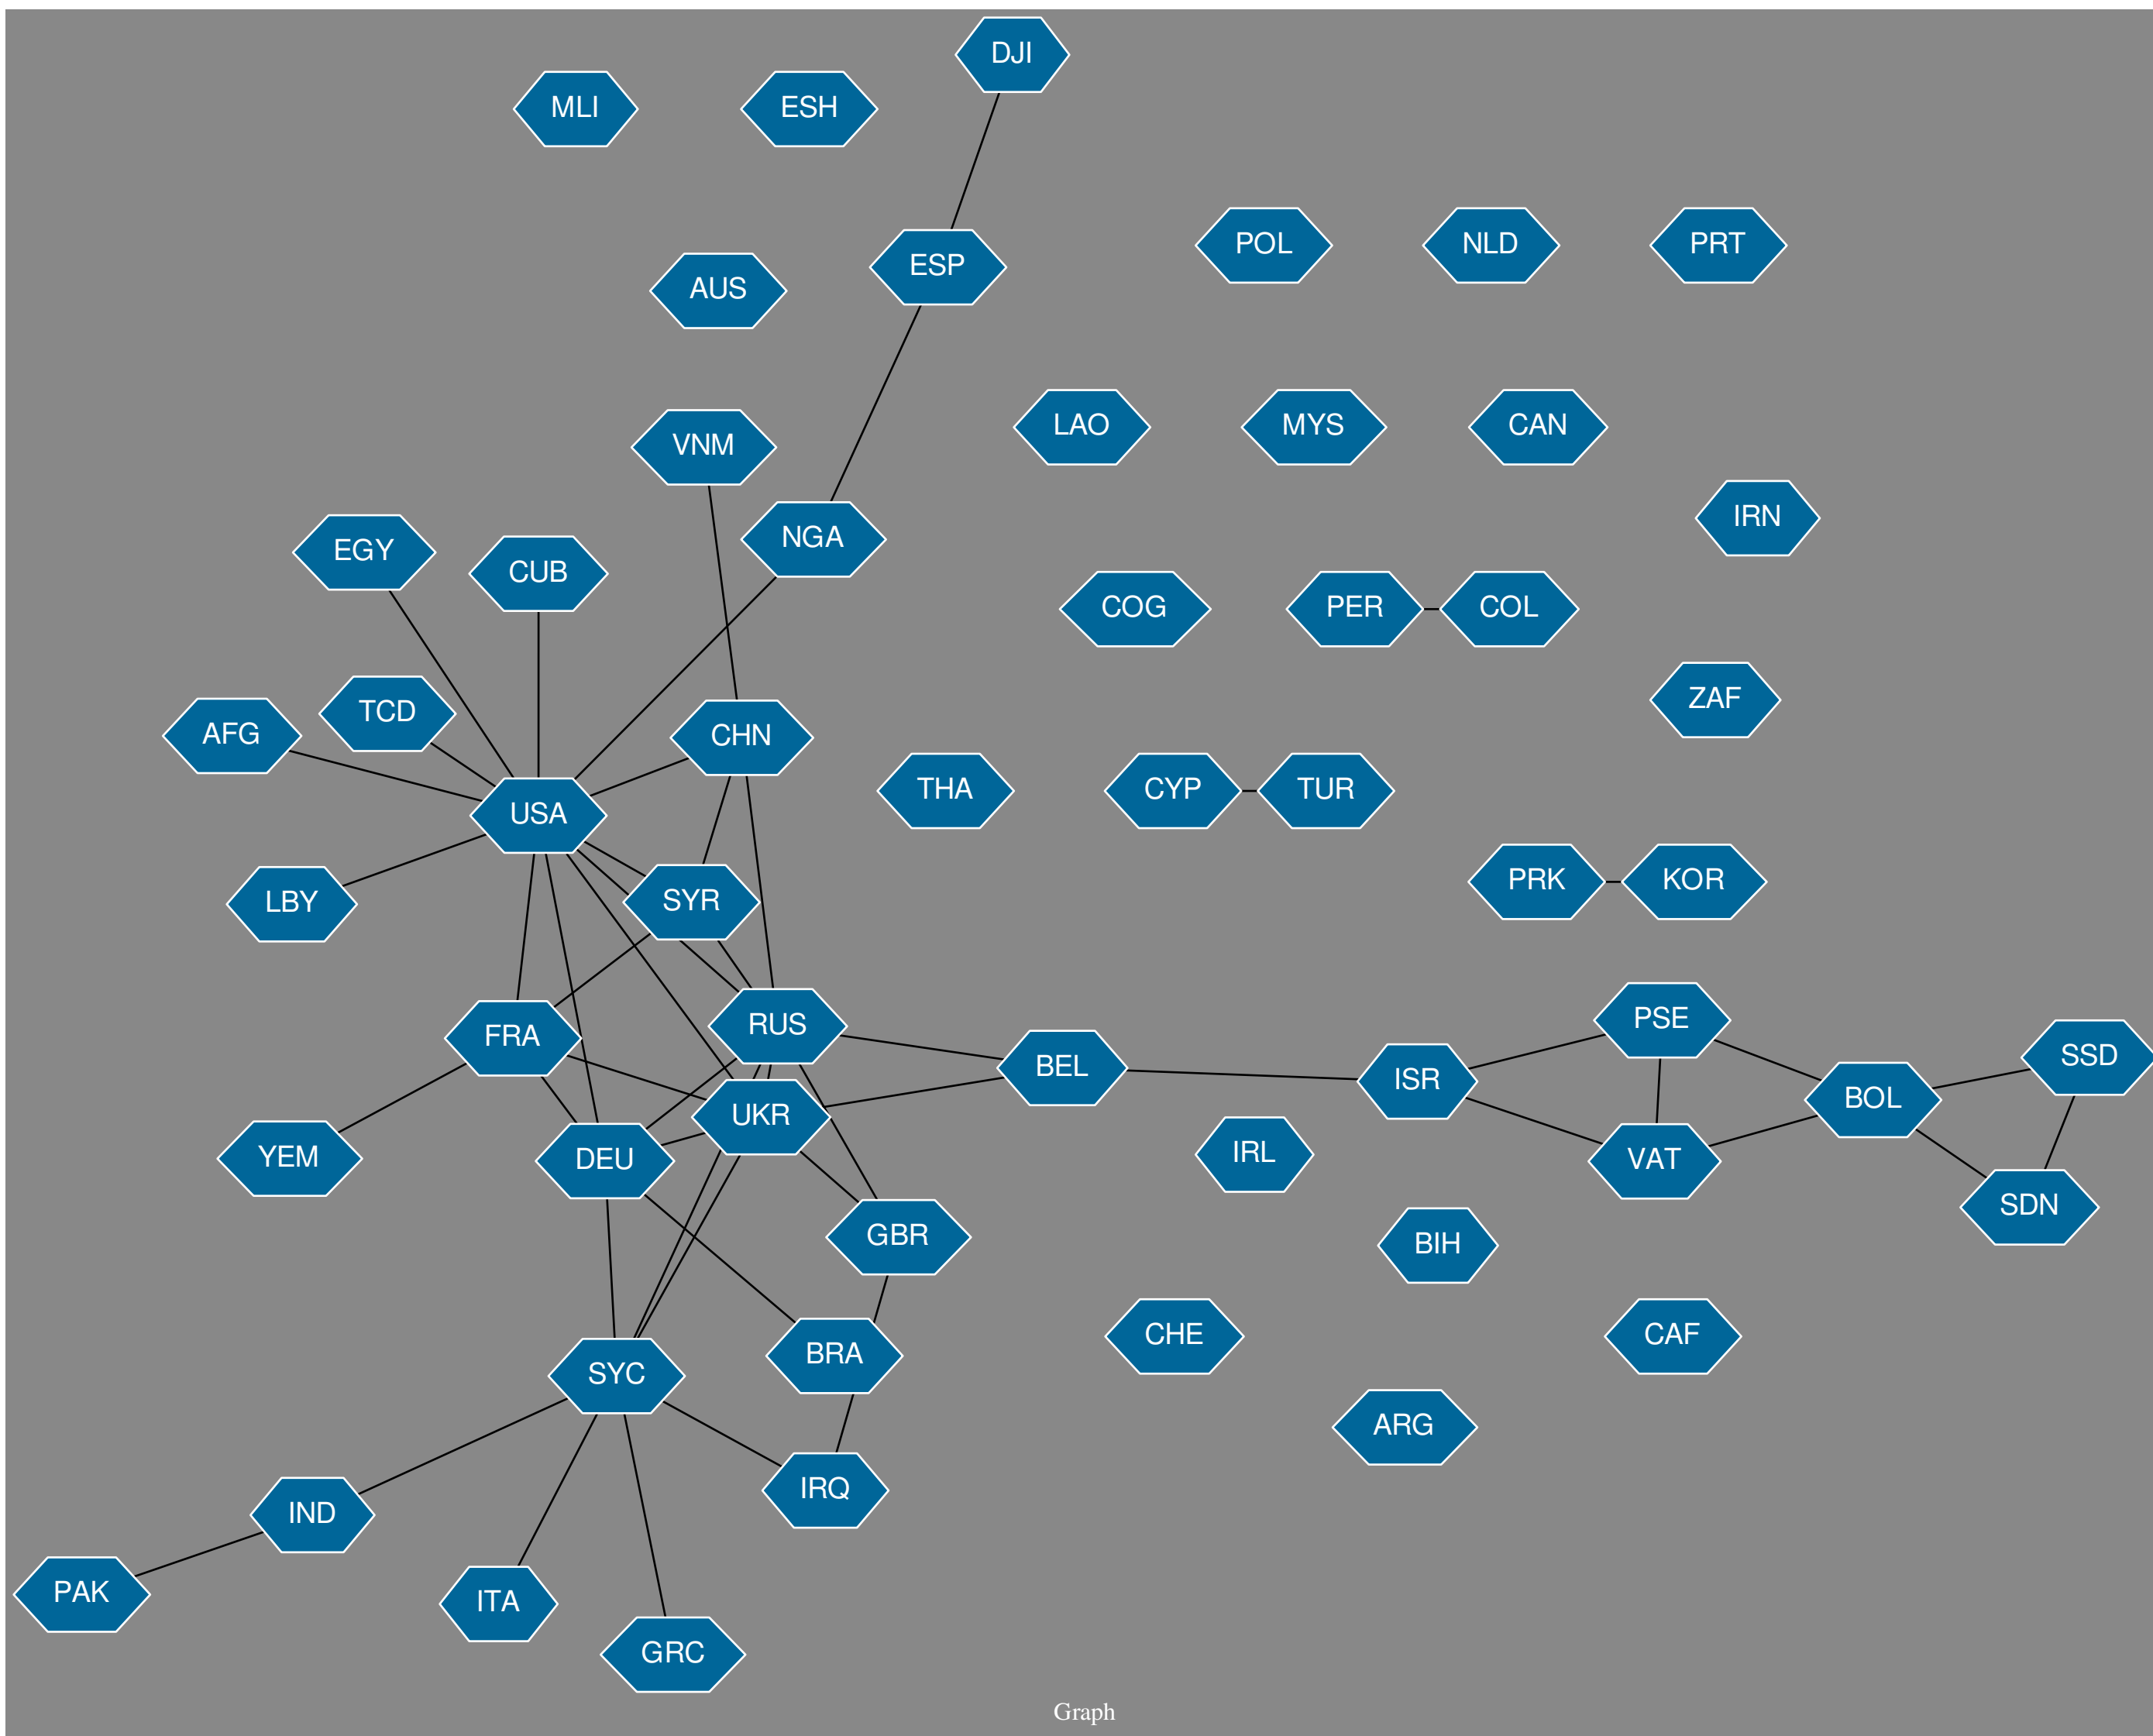 DJI
MLI
ESH
POL
NLD
PRT
ESP
AUS
LAO
MYS
CAN
VNM
IRN
NGA
EGY
CUB
COG
PER
COL
ZAF
TCD
AFG
CHN
THA
CYP
TUR
USA
PRK
KOR
LBY
SYR
PSE
RUS
FRA
SSD
BEL
ISR
BOL
UKR
IRL
YEM
DEU
VAT
SDN
GBR
BIH
CHE
CAF
BRA
SYC
ARG
IRQ
IND
PAK
ITA
GRC
Graph